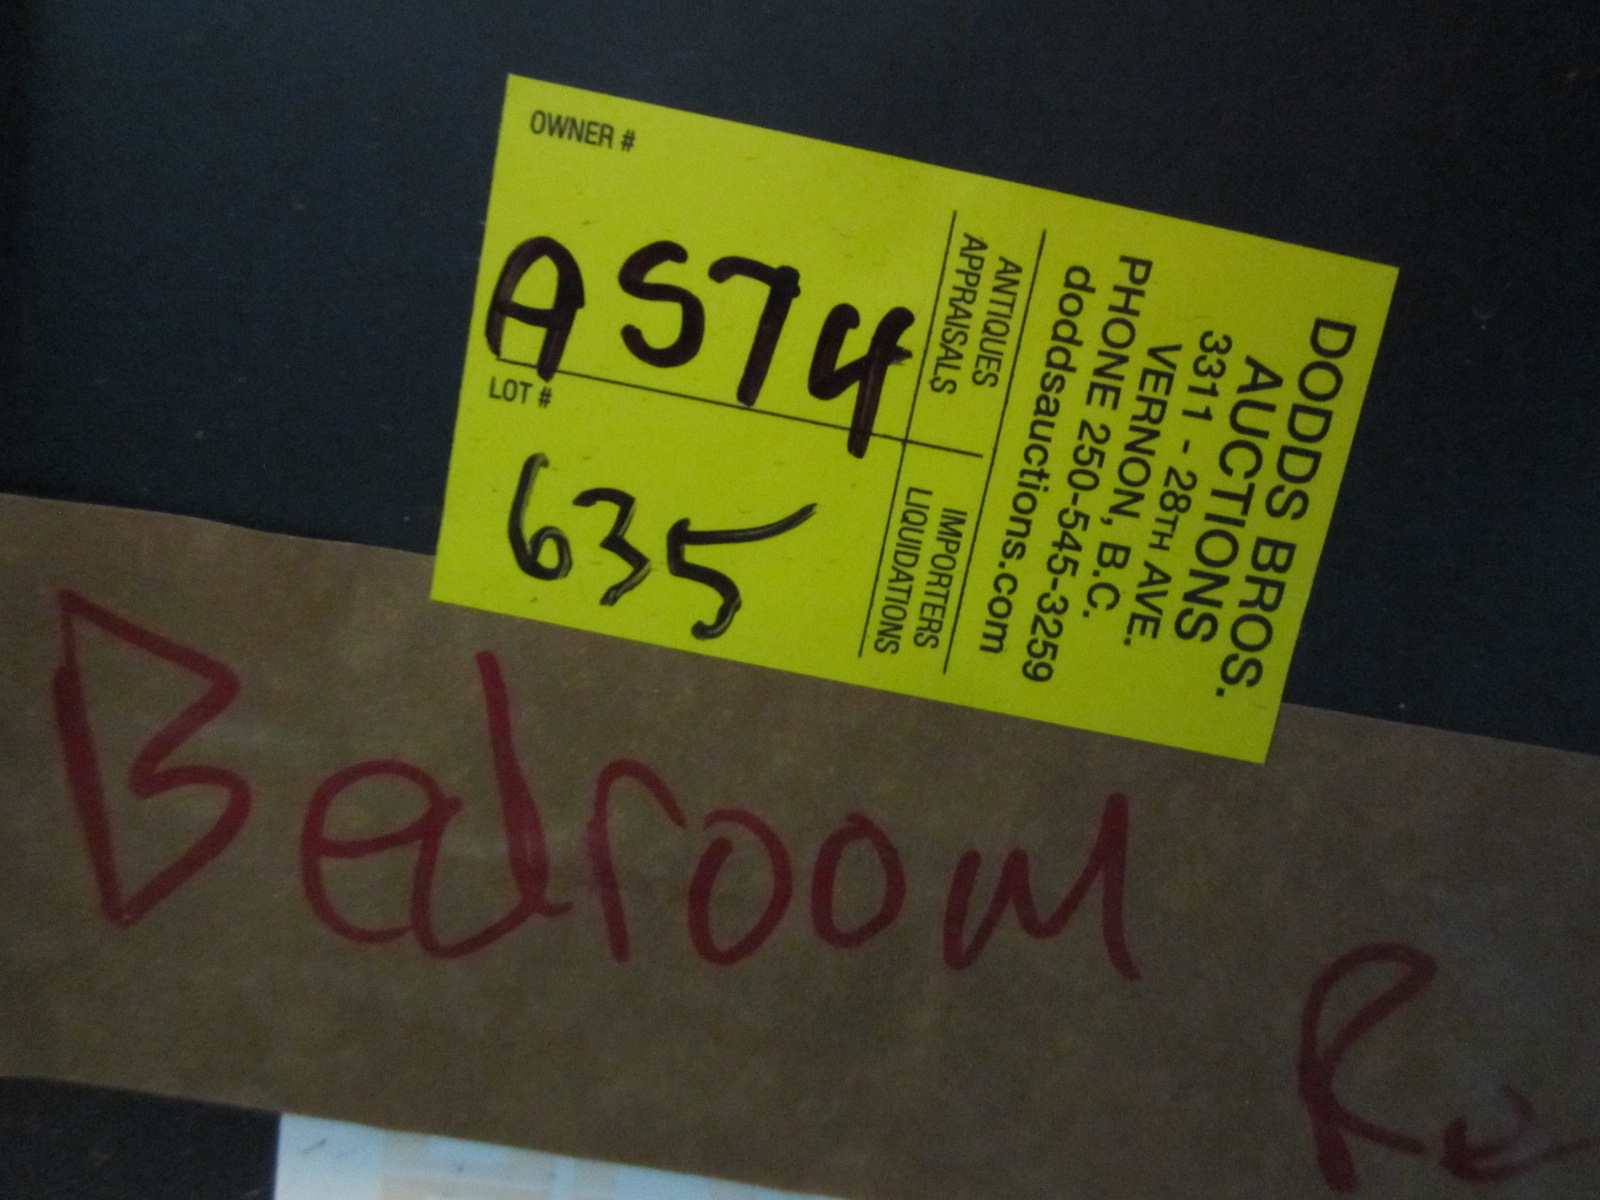 OWNER #
A574
LOT #
635
ANTIQUES
APPRAISALS
IMPORTERS
LIQUIDATIONS
DODDS BROS.
AUCTIONS
3311 - 28TH AVE.
VERNON, B.C.
PHONE 250-545-3259
doddsauctions.com
Bedroom